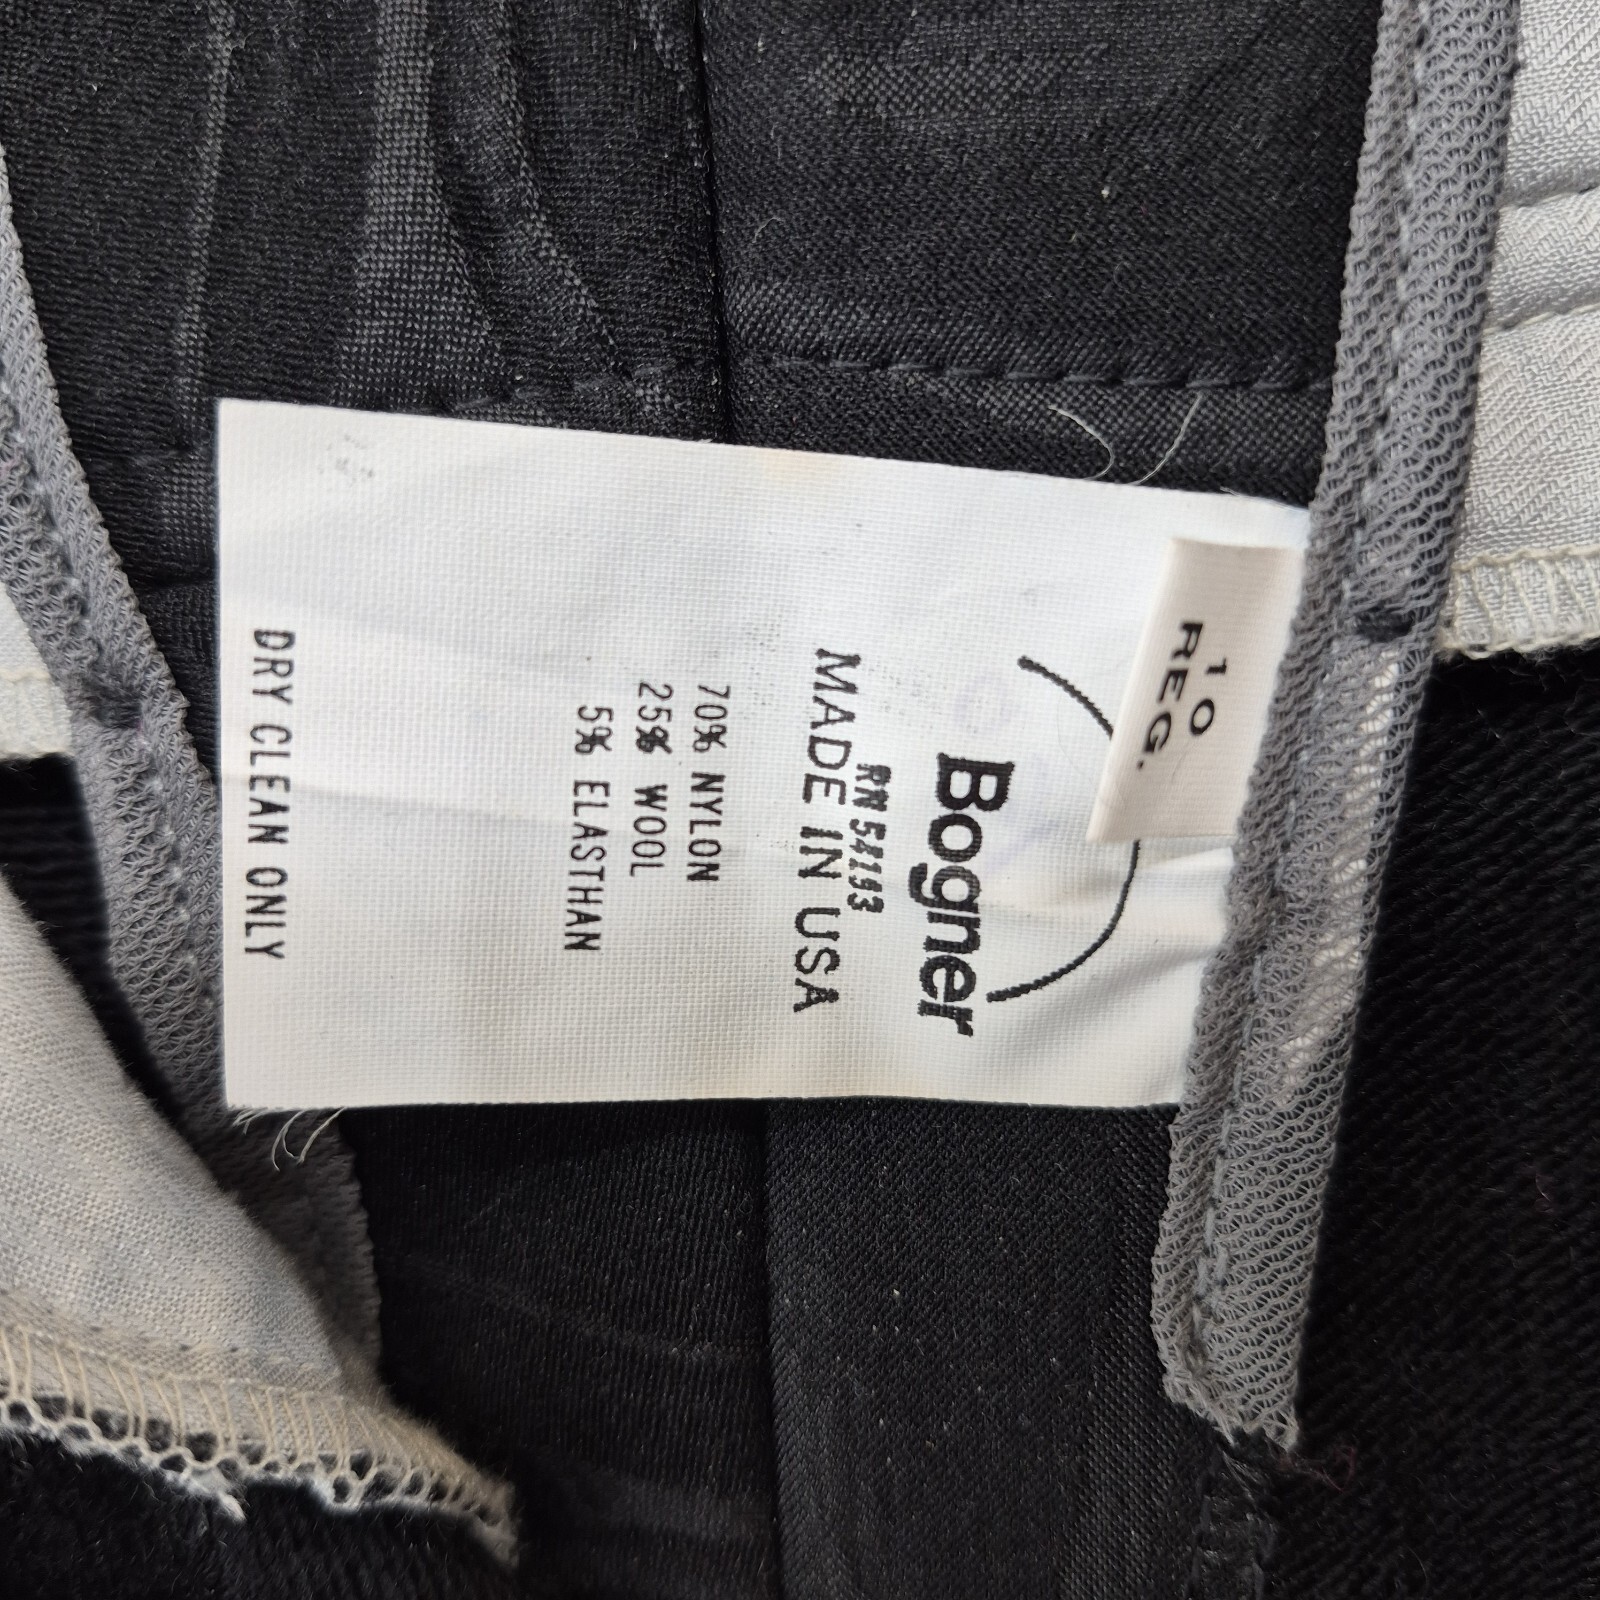 10
REG.
Bogner
RN 54193
MADE IN USA
70% NYLON
25% WOOL
5% ELASTHAN
DRY CLEAN ONLY